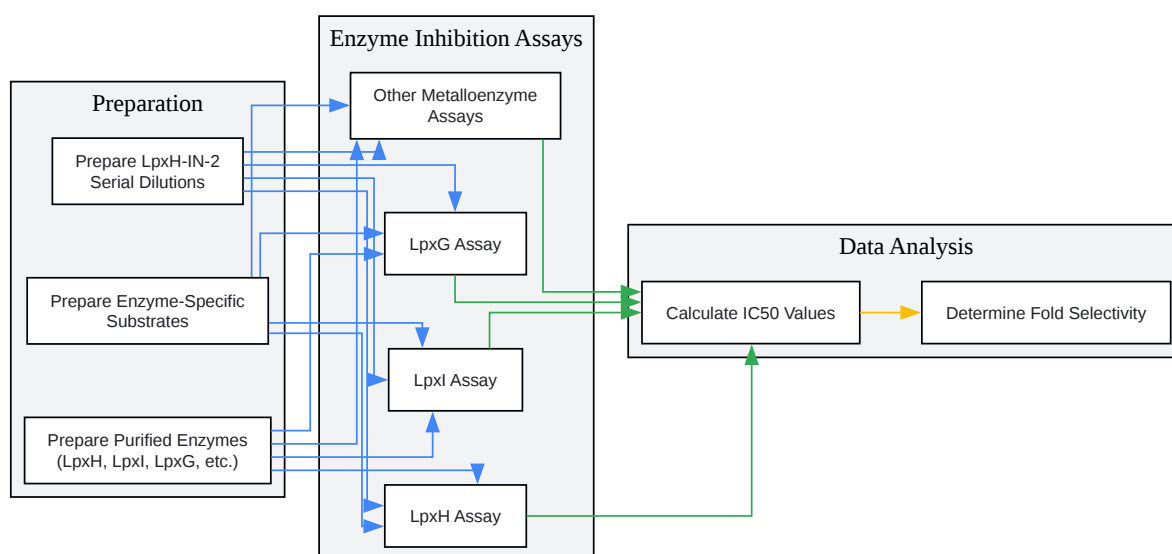 Preparation
Prepare LpxH-IN-2
Serial Dilutions
Prepare Enzyme-Specific
Substrates
Prepare Purified Enzymes
(LpxH, LpxI, LpxG, etc.)
Enzyme Inhibition Assays
Other Metalloenzyme
Assays
LpxG Assay
LpxI Assay
LpxH Assay
Data Analysis
Calculate IC50 Values
Determine Fold Selectivity